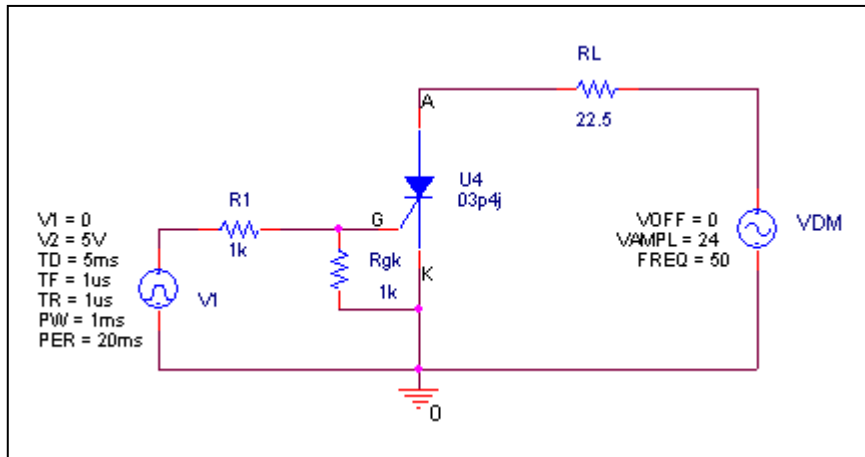 RL
A
22.5
U4
03p4j
R1
G
1k
V1 = 0
V2 = 5V
TD = 5ms
TF = 1us
TR = 1us
PW = 1ms
PER = 20ms
V1
Rgk
1k
K
VOFF = 0
VAMPL = 24
FREQ = 50
VDM
0